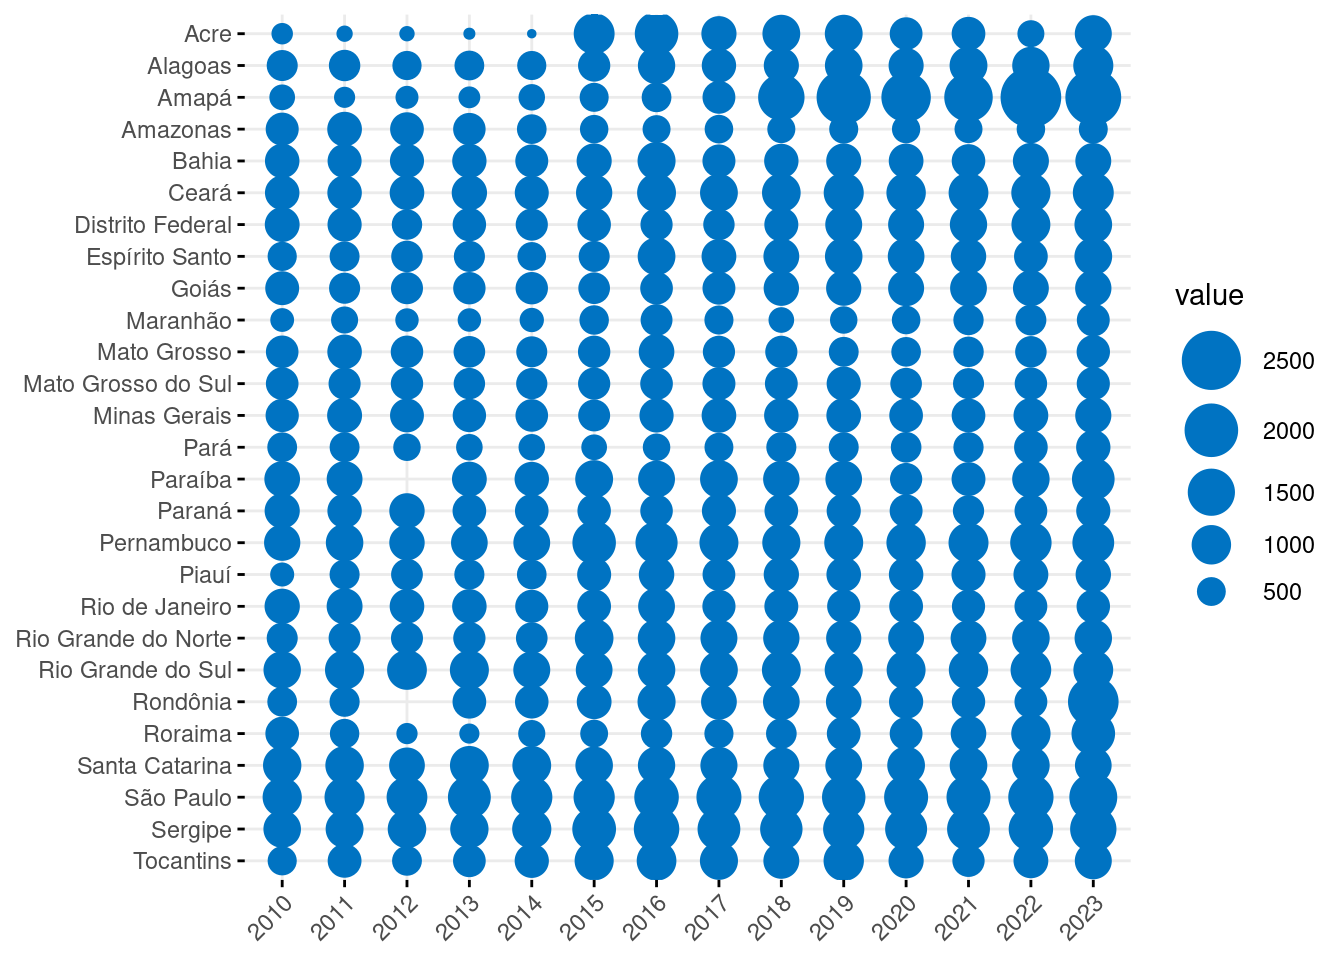 Acre
Alagoas
Amapá
Amazonas
Bahia
Ceará
Distrito Federal
Espírito Santo
Goiás
Maranhão
Mato Grosso
Mato Grosso do Sul
Minas Gerais
Pará
Paraíba
Paraná
Pernambuco
Piauí
Rio de Janeiro
Rio Grande do Norte
Rio Grande do Sul
Rondônia
Roraima
Santa Catarina
São Paulo
Sergipe
Tocantins
2010 2011 2012 2013 2014 2015 2016 2017 2018 2019 2020 2021 2022 2023
value
2500
2000
1500
1000
500